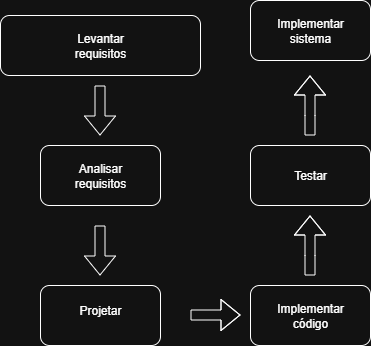 Levantar
requisitos
Analisar
requisitos
Projetar
Implementar
código
Testar
Implementar
sistema